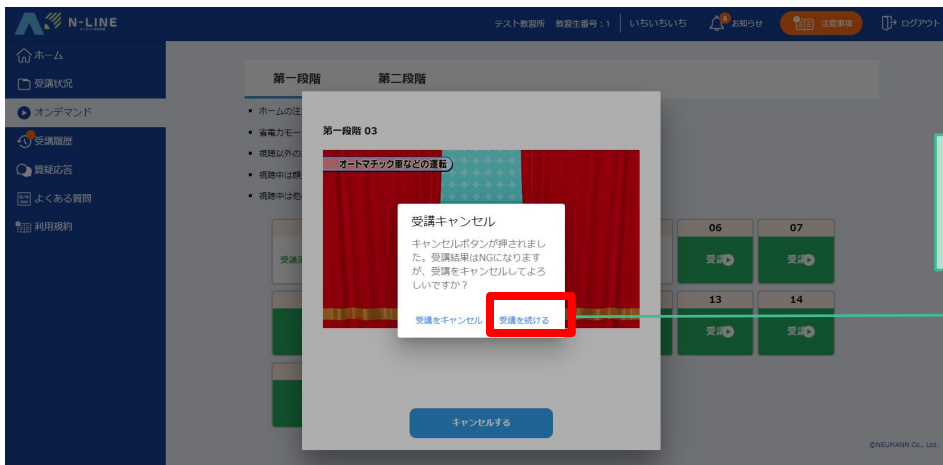 N-LINE
テスト教習所 教習生番号：1
いちいちいち
お知らせ
注意事項
ログアウト
ホーム
受講状況
オンデマンド
受講履歴
質疑応答
よくある質問
利用規約
第一段階 第二段階
ホームの注
省電力モー
視聴以外の
視聴中は
視聴中は他
第一段階 03
オートマチック車などの運転
受講キャンセル
キャンセルボタンが押されまし
た。受講結果はNGになります
が、受講をキャンセルしてよろ
しいですか？
受講をキャンセル
受講を続ける
キャンセルする
06
07
受講
受講
13
14
受講
受講
©NEUMANN Co., Ltd